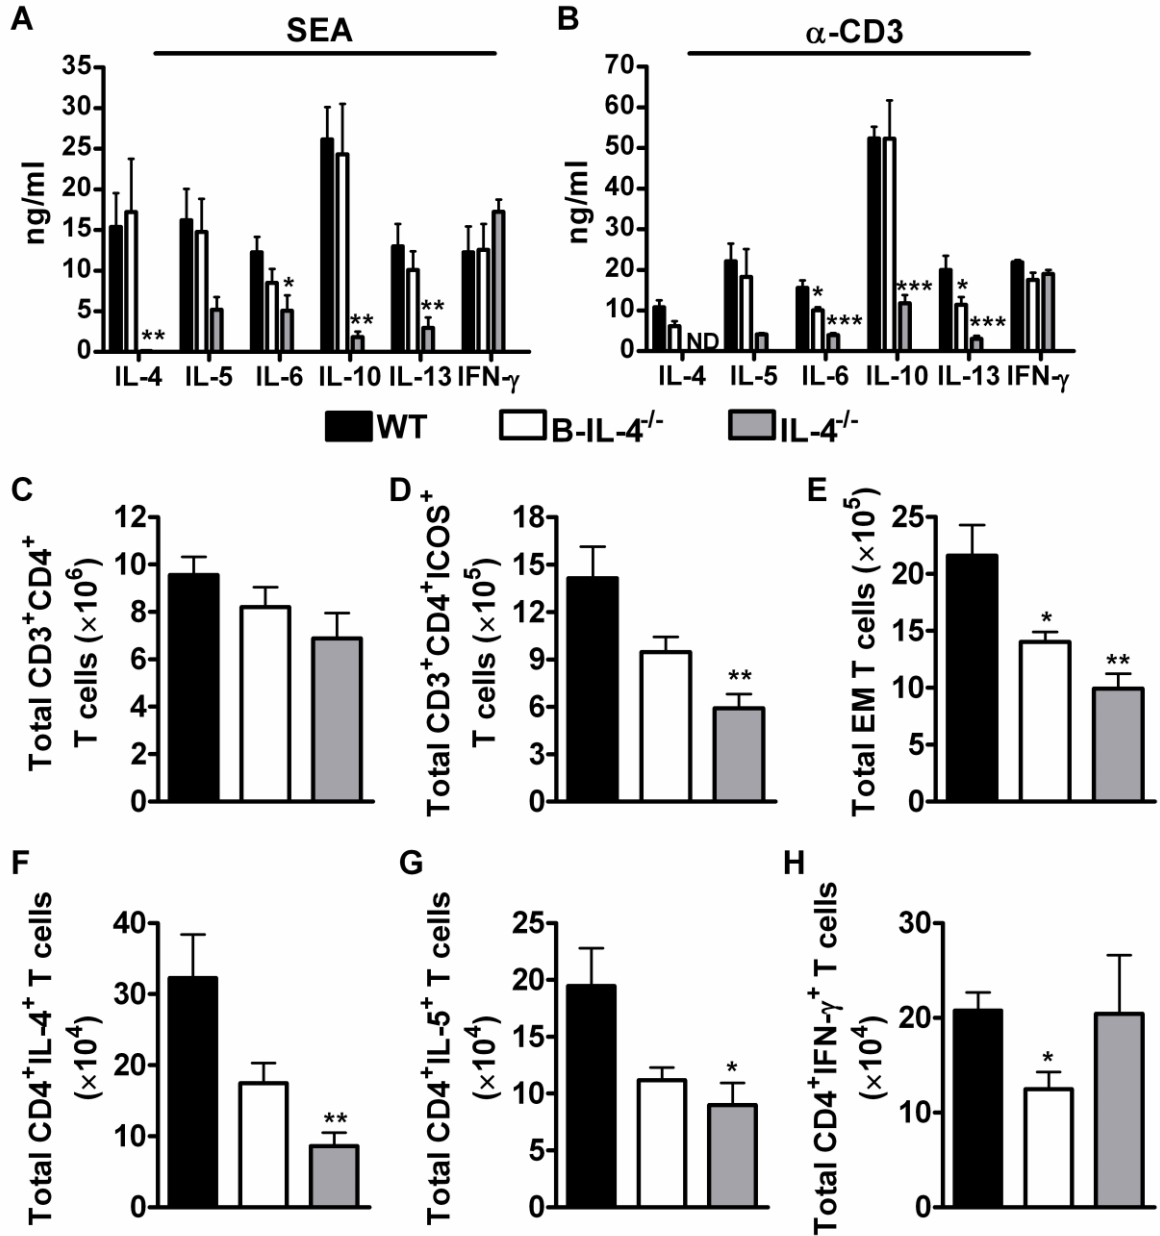 A
SEA
ng/ml
35
30
25
20
15
10
5
0
**
*
**
**
IL-4 IL-5 IL-6 IL-10 IL-13 IFN-γ
B
α-CD3
ng/ml
70
60
50
40
30
20
10
0
ND
*
***
***
*
***
IL-4 IL-5 IL-6 IL-10 IL-13 IFN-γ
WT B-IL-4-/- IL-4-/-
C
Total CD3+CD4+
T cells (×10⁶)
12
10
8
6
4
2
0
D
Total CD3+CD4+ICOS+
T cells (×10⁵)
18
15
12
9
6
3
0
**
E
Total EM T cells (×10⁵)
25
20
15
10
5
0
*
**
F
Total CD4+IL-4+ T cells
(×10⁴)
40
30
20
10
0
**
G
Total CD4+IL-5+ T cells
(×10⁴)
25
20
15
10
5
0
*
H
Total CD4+IFN-γ+ T cells
(×10⁴)
30
20
10
0
*